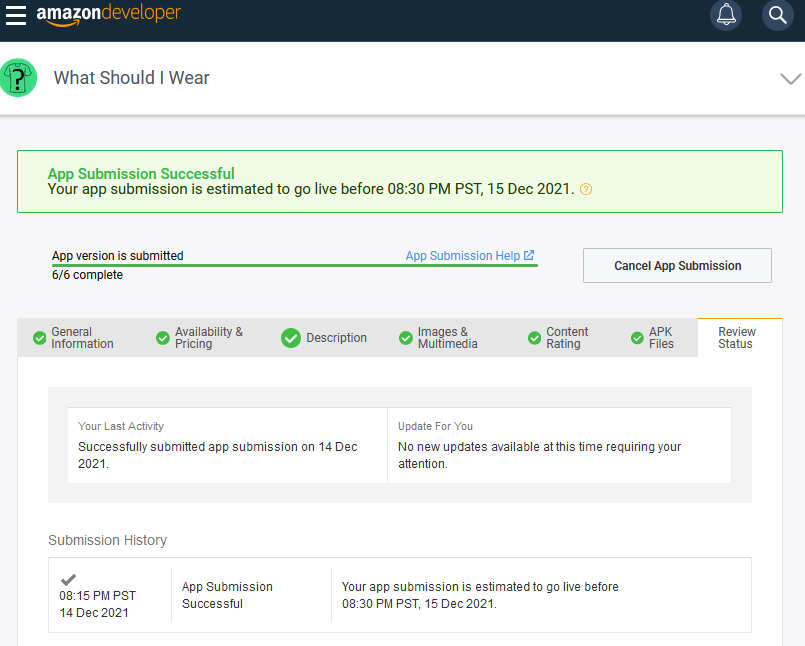 amazondeveloper
?
What Should I Wear
App Submission Successful
Your app submission is estimated to go live before 08:30 PM PST, 15 Dec 2021. ?
App version is submitted
App Submission Help
6/6 complete
Cancel App Submission
General
Information
Availability &
Pricing
Description
Images &
Multimedia
Content
Rating
APK
Files
Review
Status
Your Last Activity
Successfully submitted app submission on 14 Dec
2021.
Update For You
No new updates available at this time requiring your
attention.
Submission History
08:15 PM PST
14 Dec 2021
App Submission
Successful
Your app submission is estimated to go live before
08:30 PM PST, 15 Dec 2021.